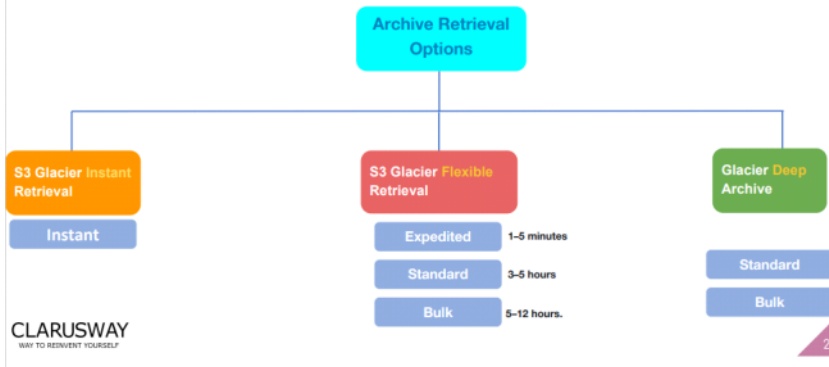 Archive Retrieval
Options
S3 Glacier Instant
Retrieval
Instant
S3 Glacier Flexible
Retrieval
Expedited
1–5 minutes
Standard
3–5 hours
Bulk
5–12 hours.
Glacier Deep
Archive
Standard
Bulk
CLARUSWAY
WAY TO REINVENT YOURSELF
2